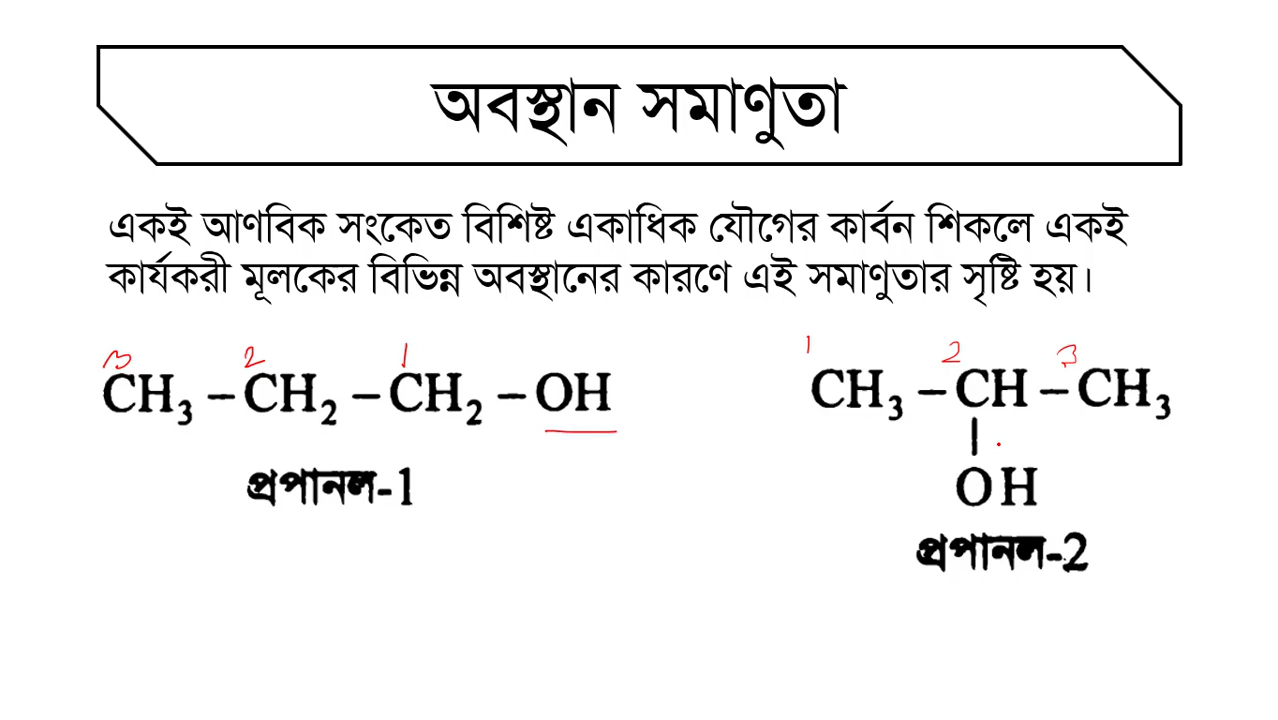 অবস্থান সমাণুতা
একই আণবিক সংকেত বিশিষ্ট একাধিক যৌগের কার্বন শিকলে একই
কার্যকরী মূলকের বিভিন্ন অবস্থানের কারণে এই সমাণুতার সৃষ্টি হয়।
3 2 1
CH₃ – CH₂ – CH₂ – OH
প্রপানল-1
1 2 3
CH₃ – CH – CH₃
|
OH
প্রপানল-2